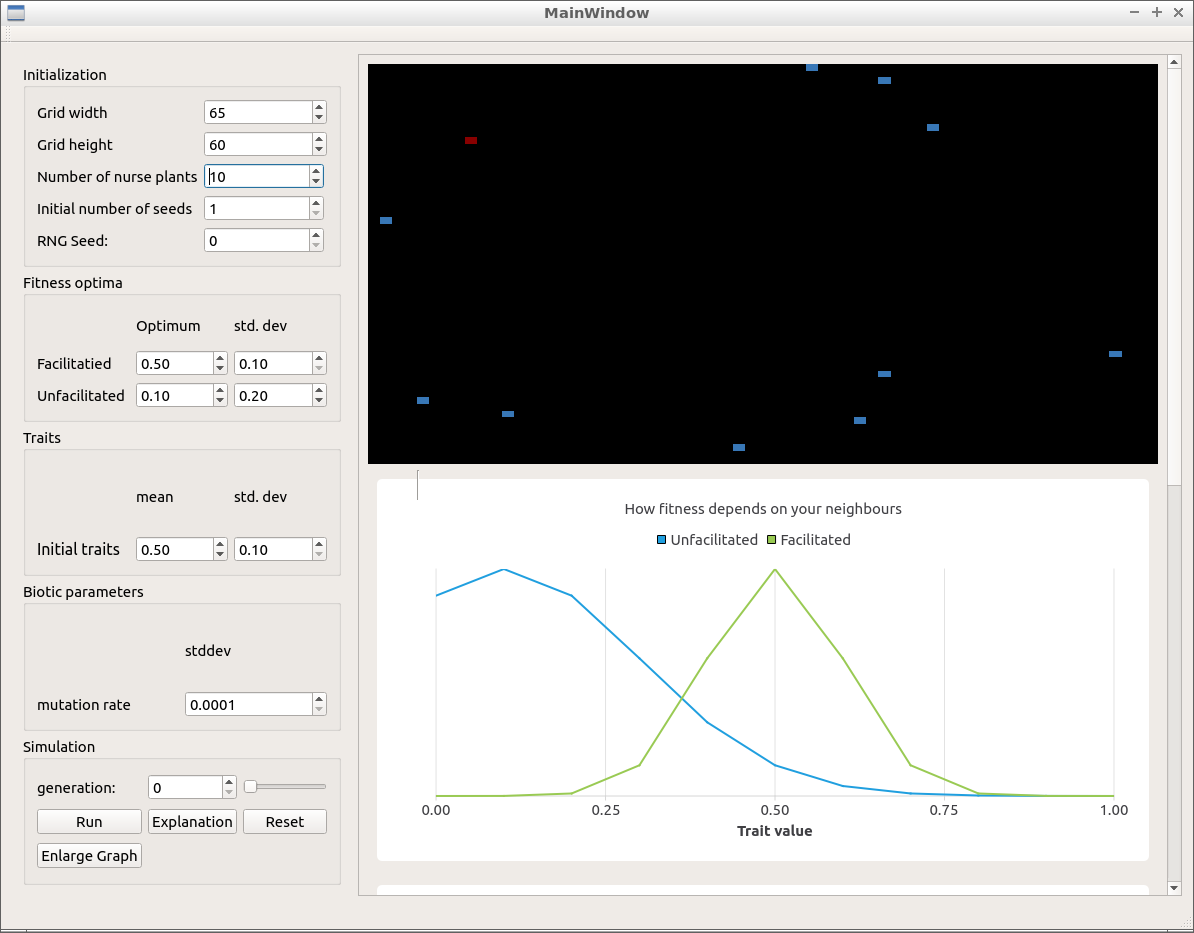 MainWindow
Initialization
Grid width 65
Grid height 60
Number of nurse plants 10
Initial number of seeds 1
RNG Seed: 0
Fitness optima
Optimum std. dev
Facilitatied 0.50 0.10
Unfacilitated 0.10 0.20
Traits
mean std. dev
Initial traits 0.50 0.10
Biotic parameters
stddev
mutation rate 0.0001
Simulation
generation: 0
Run Explanation Reset
Enlarge Graph
How fitness depends on your neighbours
Unfacilitated Facilitated
0.00 0.25 0.50 0.75 1.00
Trait value